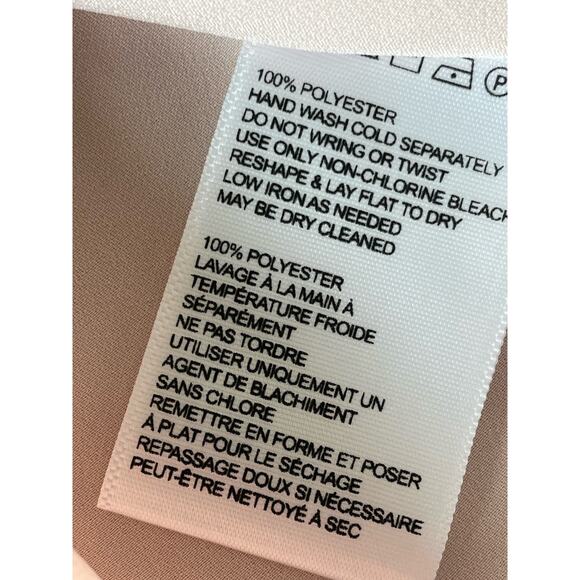 P
100% POLYESTER
HAND WASH COLD SEPARATELY
DO NOT WRING OR TWIST
USE ONLY NON-CHLORINE BLEACH
RESHAPE & LAY FLAT TO DRY
LOW IRON AS NEEDED
MAY BE DRY CLEANED
100% POLYESTER
LAVAGE À LA MAIN À
TEMPÉRATURE FROIDE
SÉPARÉMENT
NE PAS TORDRE
UTILISER UNIQUEMENT UN
AGENT DE BLACHIMENT
SANS CHLORE
REMETTRE EN FORME ET POSER
À PLAT POUR LE SÉCHAGE
REPASSAGE DOUX SI NÉCESSAIRE
PEUT-ÊTRE NETTOYÉ À SEC